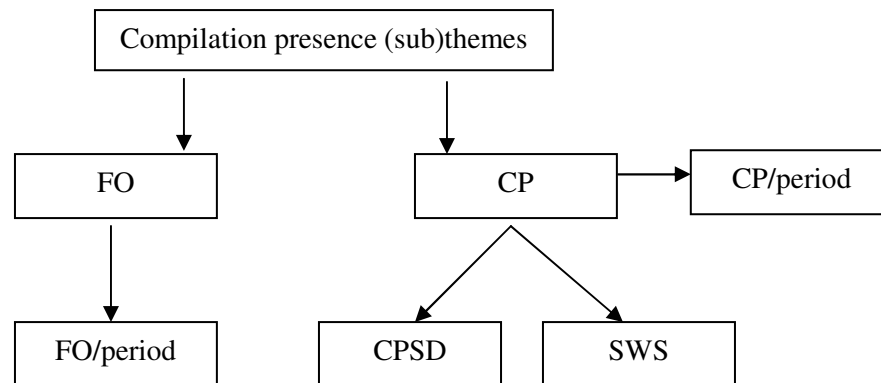 Compilation presence (sub)themes
FO
CP
CP/period
FO/period
CPSD
SWS